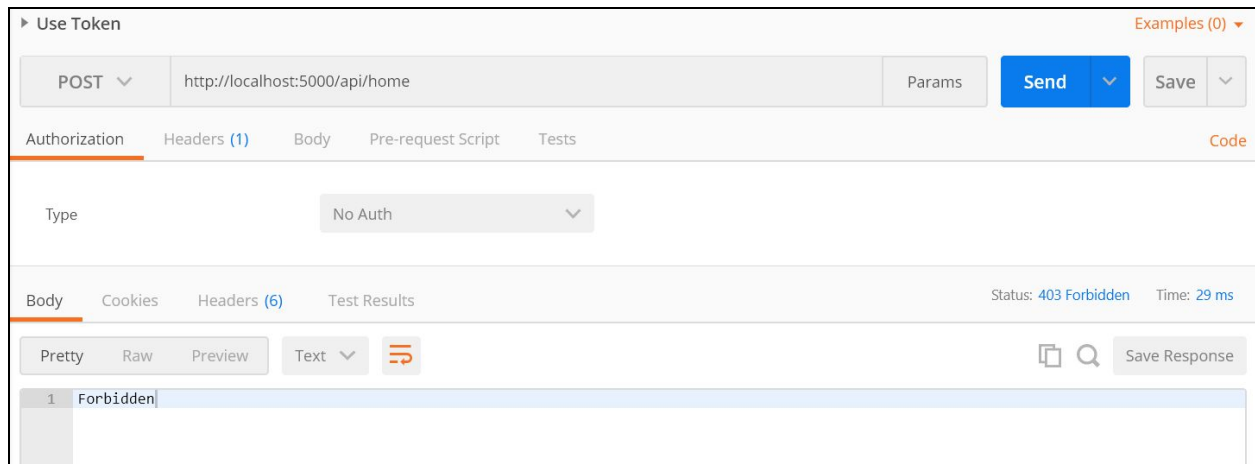 Use Token
Examples (0)
POST http://localhost:5000/api/home Params Send Save
Authorization Headers (1) Body Pre-request Script Tests Code
Type No Auth
Body Cookies Headers (6) Test Results Status: 403 Forbidden Time: 29 ms
Pretty Raw Preview Text Save Response
1 Forbidden